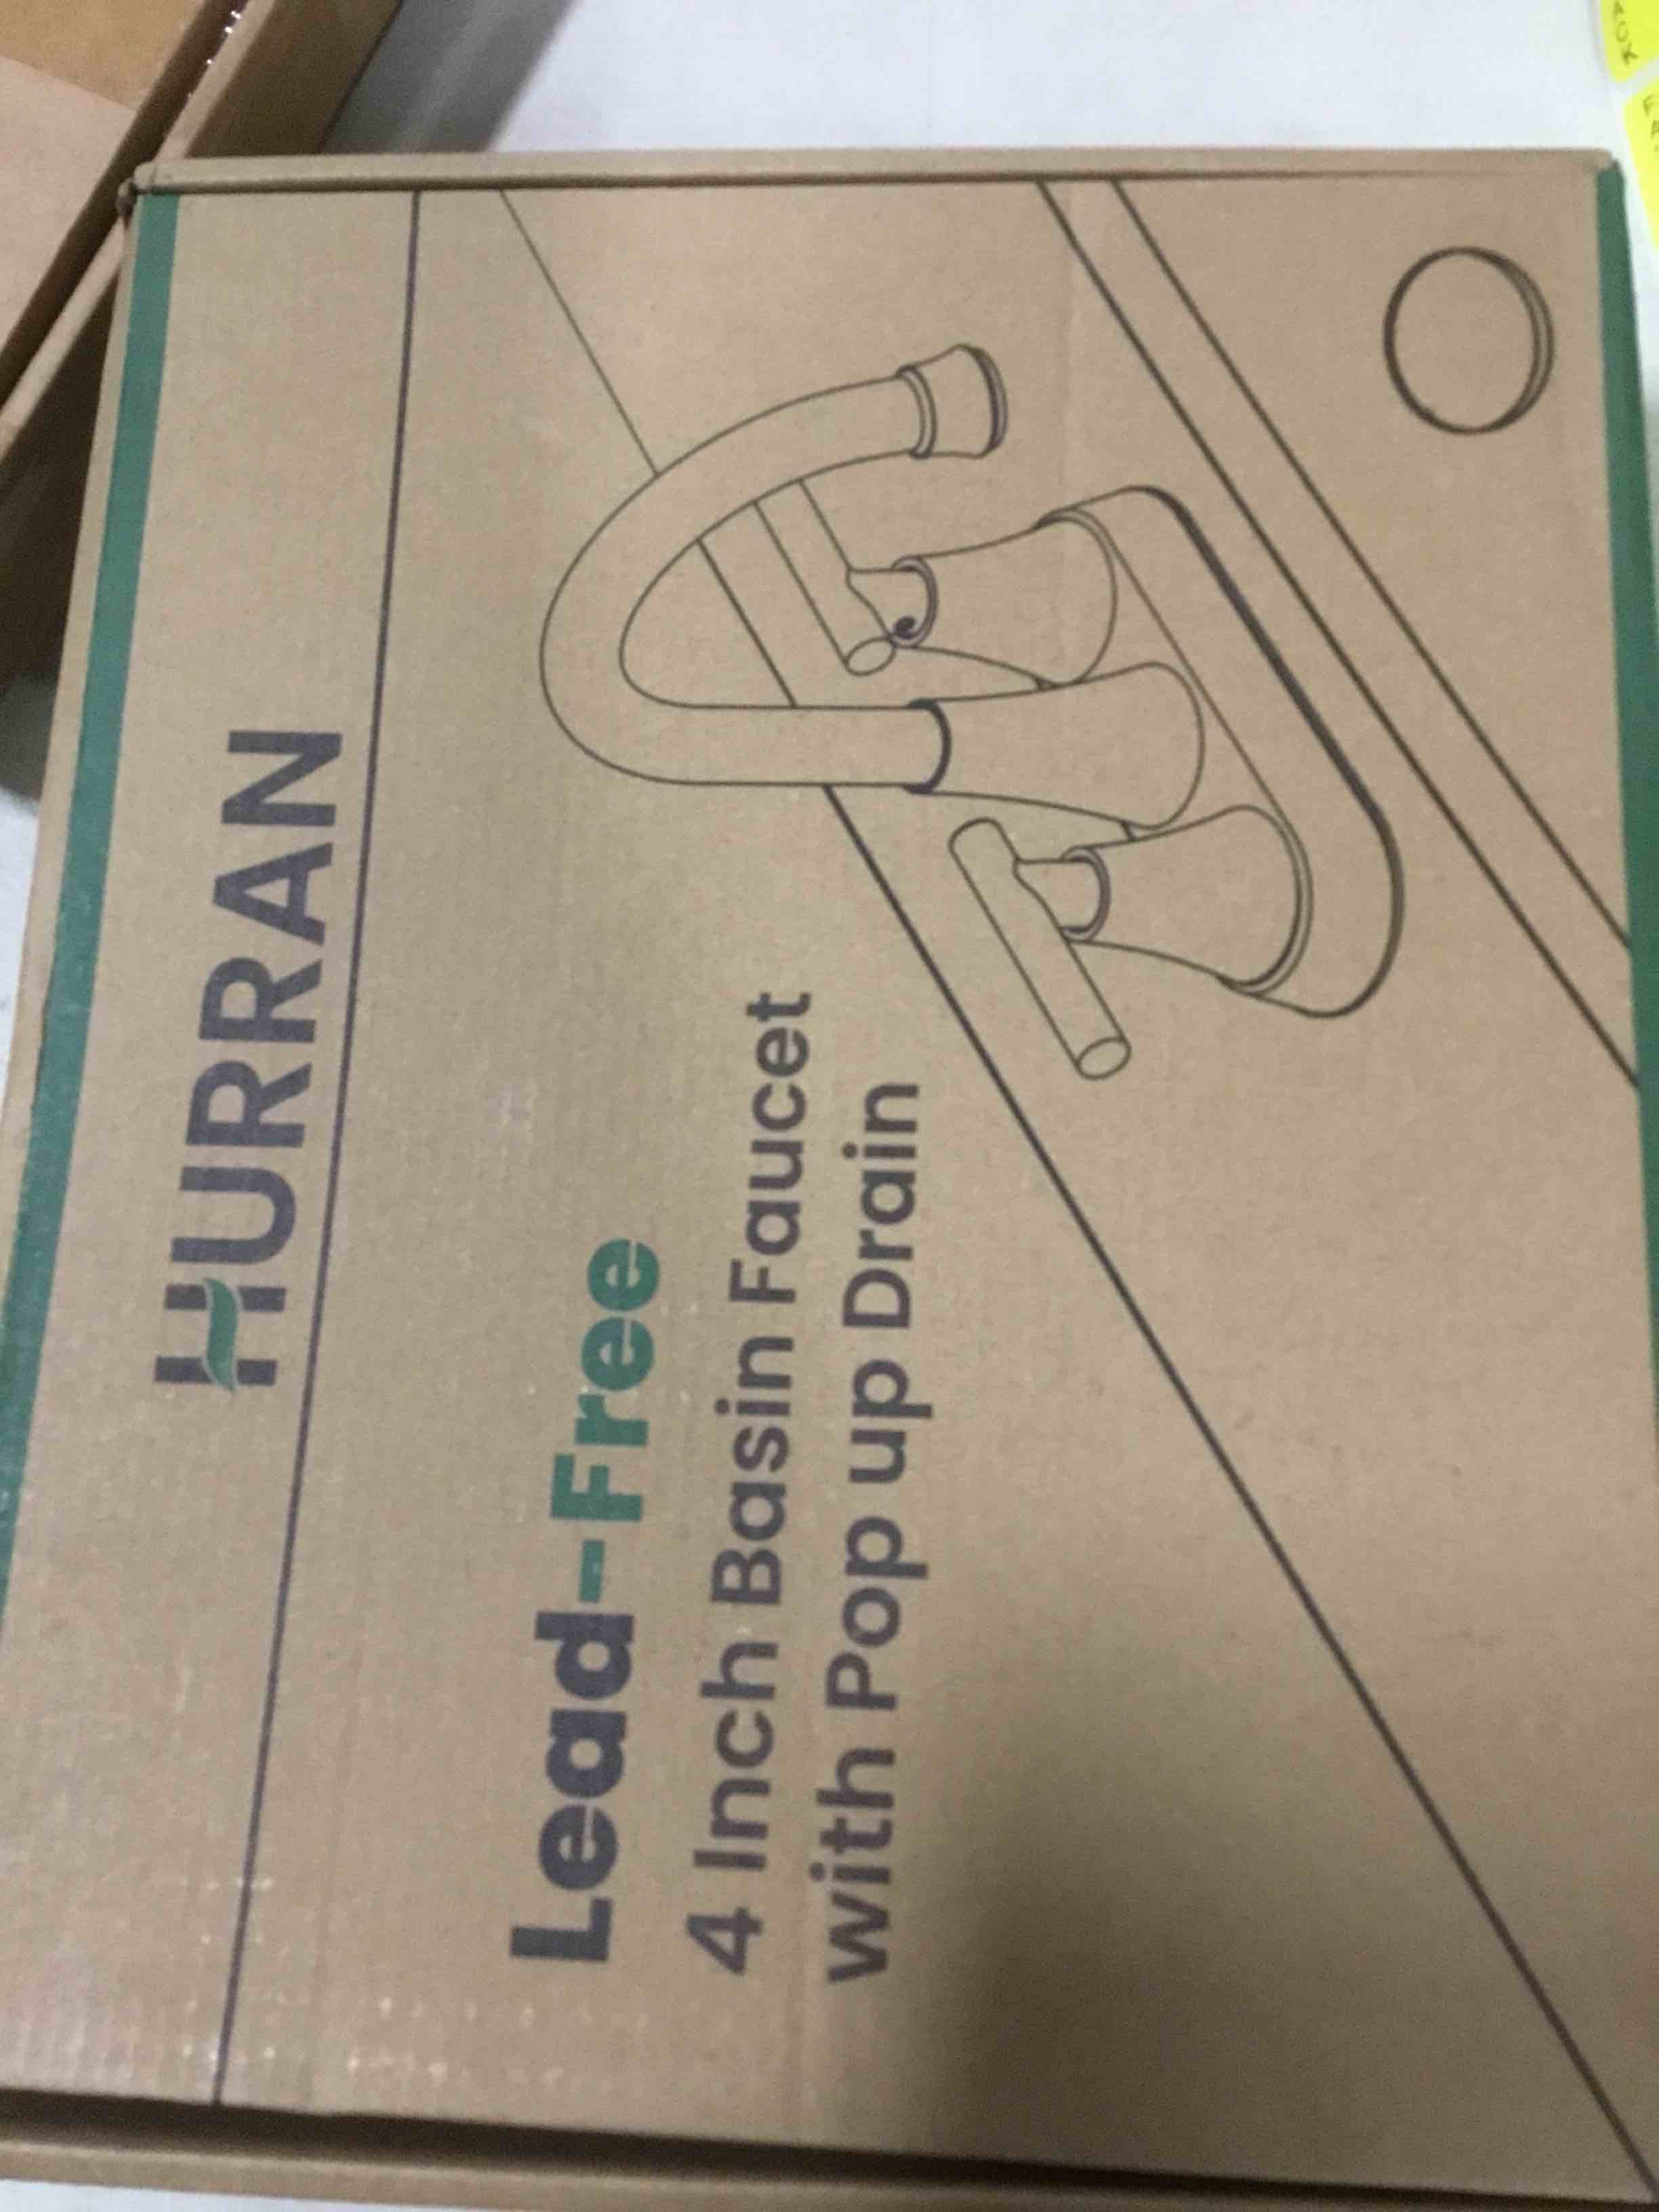 HURRAN
Lead-Free
4 Inch Basin Faucet
with Pop up Drain